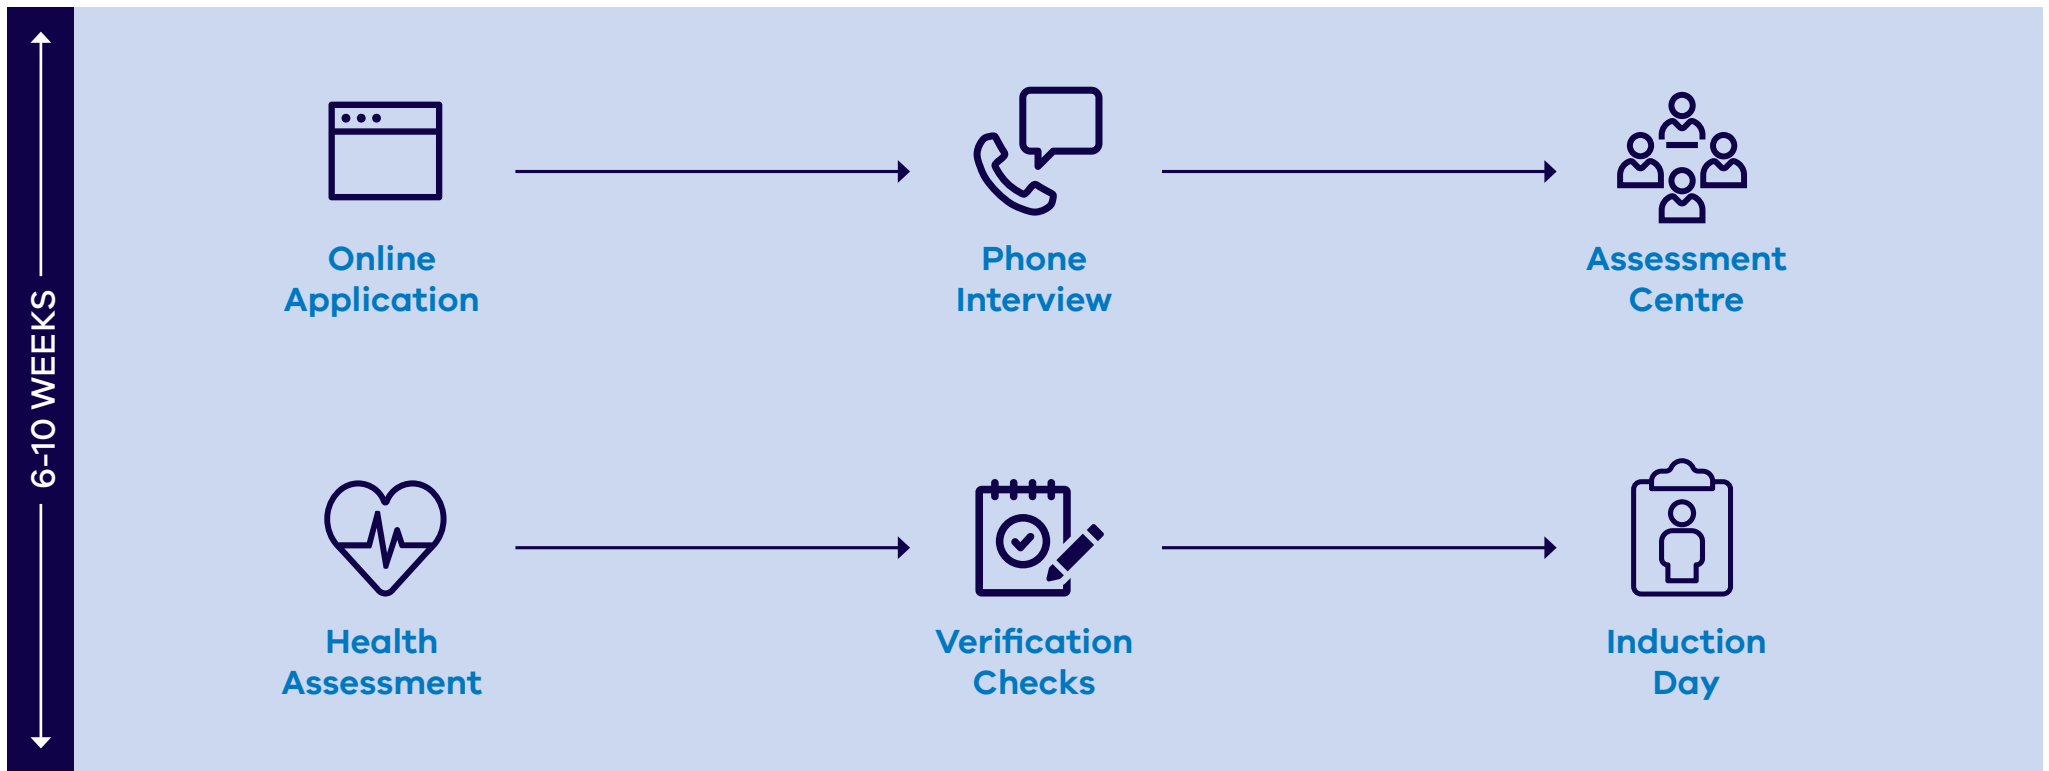 6-10 WEEKS
Online
Application
Phone
Interview
Assessment
Centre
Health
Assessment
Verification
Checks
Induction
Day